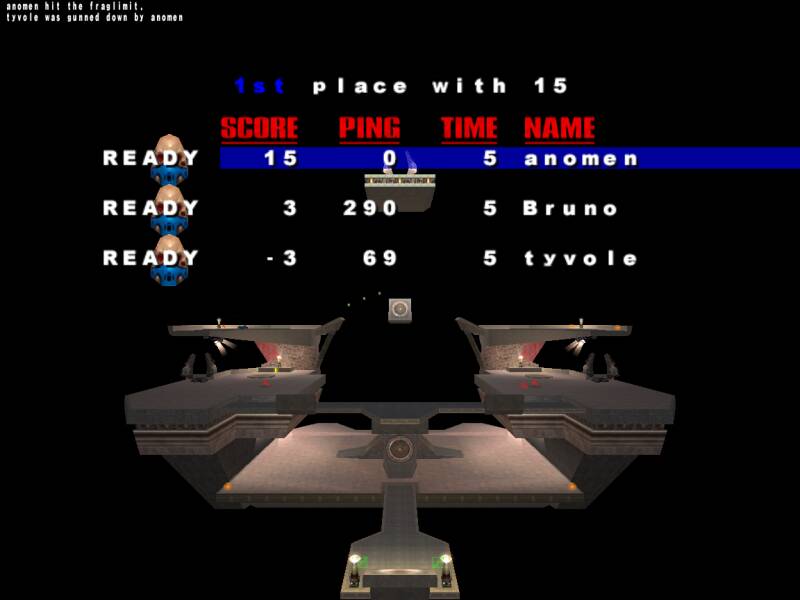 anomen hit the fraglimit.
tyvole was gunned down by anomen
1st place with 15
SCORE PING TIME NAME
READY 15 0 5 anomen
READY 3 290 5 Bruno
READY -3 69 5 tyvole